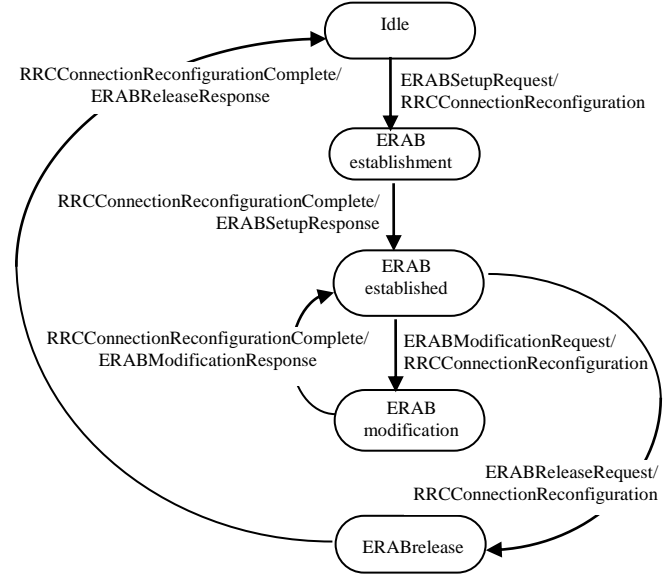 Idle
RRCConnectionReconfigurationComplete/
ERABReleaseResponse
ERABSetupRequest/
RRCConnectionReconfiguration
ERAB
establishment
RRCConnectionReconfigurationComplete/
ERABSetupResponse
ERAB
established
RRCConnectionReconfigurationComplete/
ERABModificationResponse
ERABModificationRequest/
RRCConnectionReconfiguration
ERAB
modification
ERABReleaseRequest/
RRCConnectionReconfiguration
ERABrelease